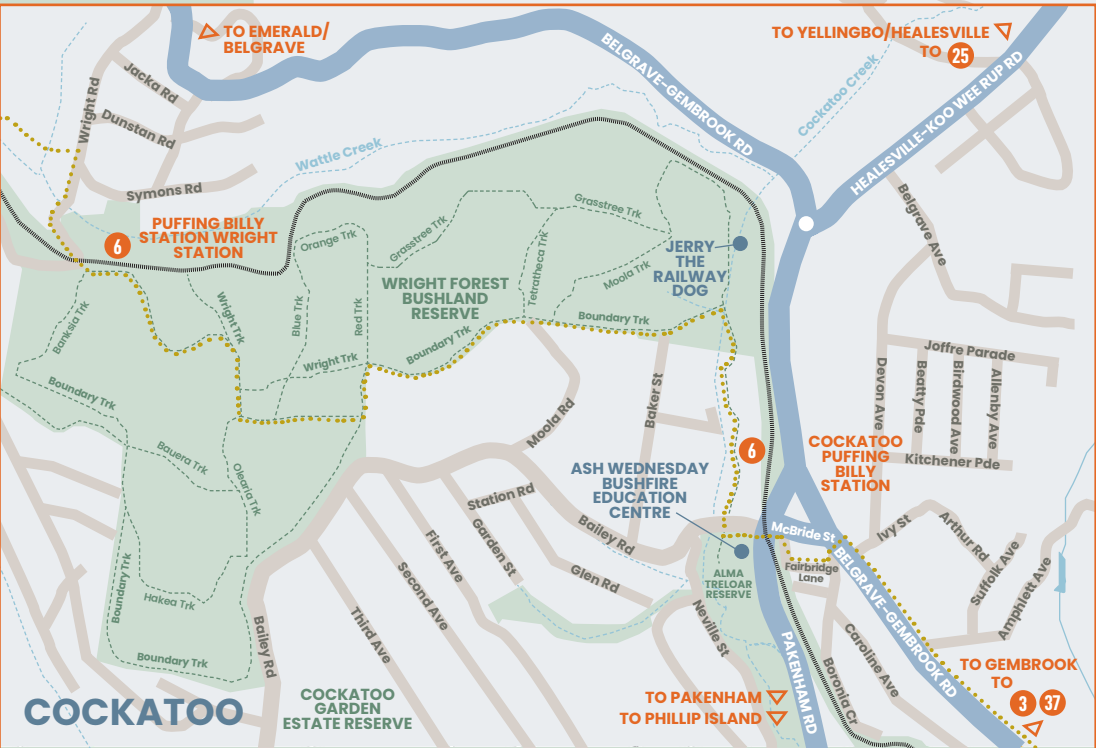 TO EMERALD/
BELGRAVE
TO YELLINGBO/HEALESVILLE
TO 25
BELGRAVE-GEMBROOK RD
HEALESVILLE-KOO WEE RUP RD
Cockatoo Creek
Jacka Rd
Wright Rd
Dunstan Rd
Wattle Creek
Symons Rd
Belgrave Ave
6
PUFFING BILLY
STATION WRIGHT
STATION
Orange Trk
Grasstree Trk
Grasstree Trk
Tetratheca Trk
Moola Trk
JERRY
THE
RAILWAY
DOG
WRIGHT FOREST
BUSHLAND
RESERVE
Banksia Trk
Wright Trk
Blue Trk
Red Trk
Boundary Trk
Boundary Trk
Wright Trk
Joffre Parade
Devon Ave
Beatty Pde
Birdwood Ave
Allenby Ave
Kitchener Pde
Boundary Trk
Baker St
Moola Rd
6
COCKATOO
PUFFING
BILLY
STATION
Bauera Trk
Olearia Trk
ASH WEDNESDAY
BUSHFIRE
EDUCATION
CENTRE
Station Rd
Bailey Rd
McBride St
Ivy St
Arthur Rd
Suffolk Ave
Amphlett Ave
First Ave
Garden St
Glen Rd
Fairbridge
Lane
ALMA
TRELOAR
RESERVE
Boundary Trk
Hakea Trk
Second Ave
Third Ave
Neville St
BELGRAVE-GEMBROOK RD
Bailey Rd
Boundary Trk
PAKENHAM RD
Boronia Cr
Caroline Ave
TO GEMBROOK
TO
3 37
COCKATOO
COCKATOO
GARDEN
ESTATE RESERVE
TO PAKENHAM
TO PHILLIP ISLAND